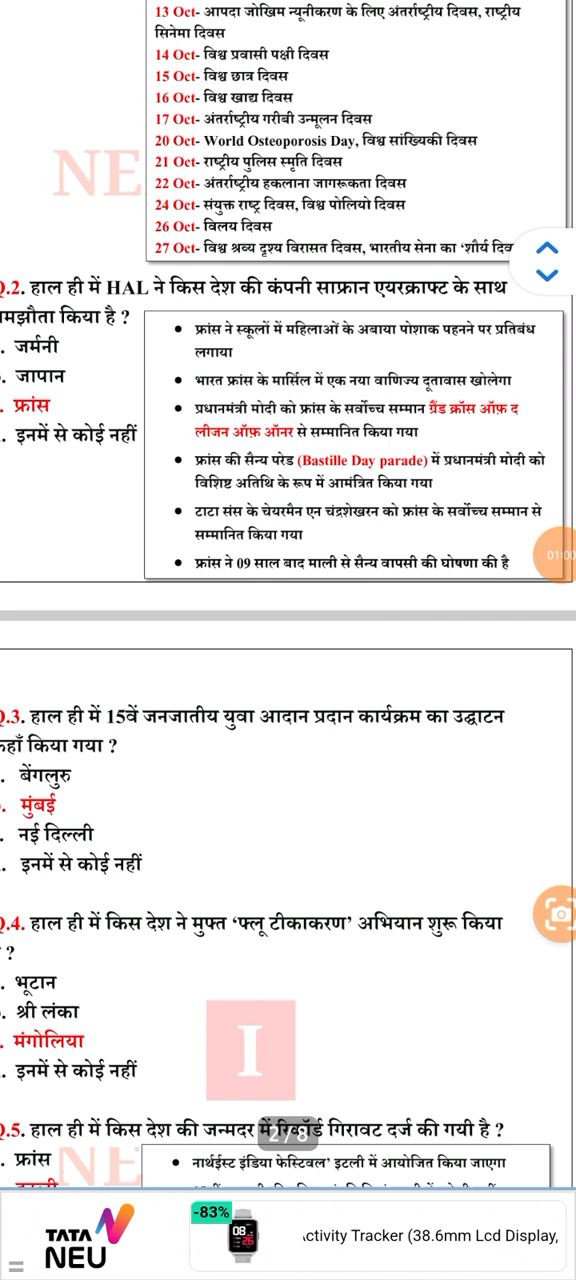 13 Oct- आपदा जोखिम न्यूनीकरण के लिए अंतर्राष्ट्रीय दिवस, राष्ट्रीय
सिनेमा दिवस
14 Oct- विश्व प्रवासी पक्षी दिवस
15 Oct- विश्व छात्र दिवस
16 Oct- विश्व खाद्य दिवस
17 Oct- अंतर्राष्ट्रीय गरीबी उन्मूलन दिवस
20 Oct- World Osteoporosis Day, विश्व सांख्यिकी दिवस
21 Oct- राष्ट्रीय पुलिस स्मृति दिवस
22 Oct- अंतर्राष्ट्रीय हकलाना जागरूकता दिवस
24 Oct- संयुक्त राष्ट्र दिवस, विश्व पोलियो दिवस
26 Oct- विलय दिवस
27 Oct- विश्व श्रव्य दृश्य विरासत दिवस, भारतीय सेना का ‘शौर्य दिव
NE
Q.2. हाल ही में HAL ने किस देश की कंपनी साफ्रान एयरक्राफ्ट के साथ
मझौता किया है ?
. जर्मनी
. जापान
. फ्रांस
. इनमें से कोई नहीं
• फ्रांस ने स्कूलों में महिलाओं के अबाया पोशाक पहनने पर प्रतिबंध
लगाया
• भारत फ्रांस के मार्सिल में एक नया वाणिज्य दूतावास खोलेगा
• प्रधानमंत्री मोदी को फ्रांस के सर्वोच्च सम्मान ग्रैंड क्रॉस ऑफ़ द
लीजन ऑफ़ ऑनर से सम्मानित किया गया
• फ्रांस की सैन्य परेड (Bastille Day parade) में प्रधानमंत्री मोदी को
विशिष्ट अतिथि के रूप में आमंत्रित किया गया
• टाटा संस के चेयरमैन एन चंद्रशेखरन को फ्रांस के सर्वोच्च सम्मान से
सम्मानित किया गया
• फ्रांस ने 09 साल बाद माली से सैन्य वापसी की घोषणा की है
01:00
Q.3. हाल ही में 15वें जनजातीय युवा आदान प्रदान कार्यक्रम का उद्घाटन
कहाँ किया गया ?
. बेंगलुरु
. मुंबई
. नई दिल्ली
. इनमें से कोई नहीं
Q.4. हाल ही में किस देश ने मुफ्त ‘फ्लू टीकाकरण’ अभियान शुरू किया
?
. भूटान
. श्री लंका
. मंगोलिया
. इनमें से कोई नहीं
I
Q.5. हाल ही में किस देश की जन्मदर में रिकॉर्ड गिरावट दर्ज की गयी है ?
2 / 8
. फ्रांस
NE
• नार्थईस्ट इंडिया फेस्टिवल’ इटली में आयोजित किया जाएगा
TATA
NEU
-83%
08
26
ctivity Tracker (38.6mm Lcd Display,